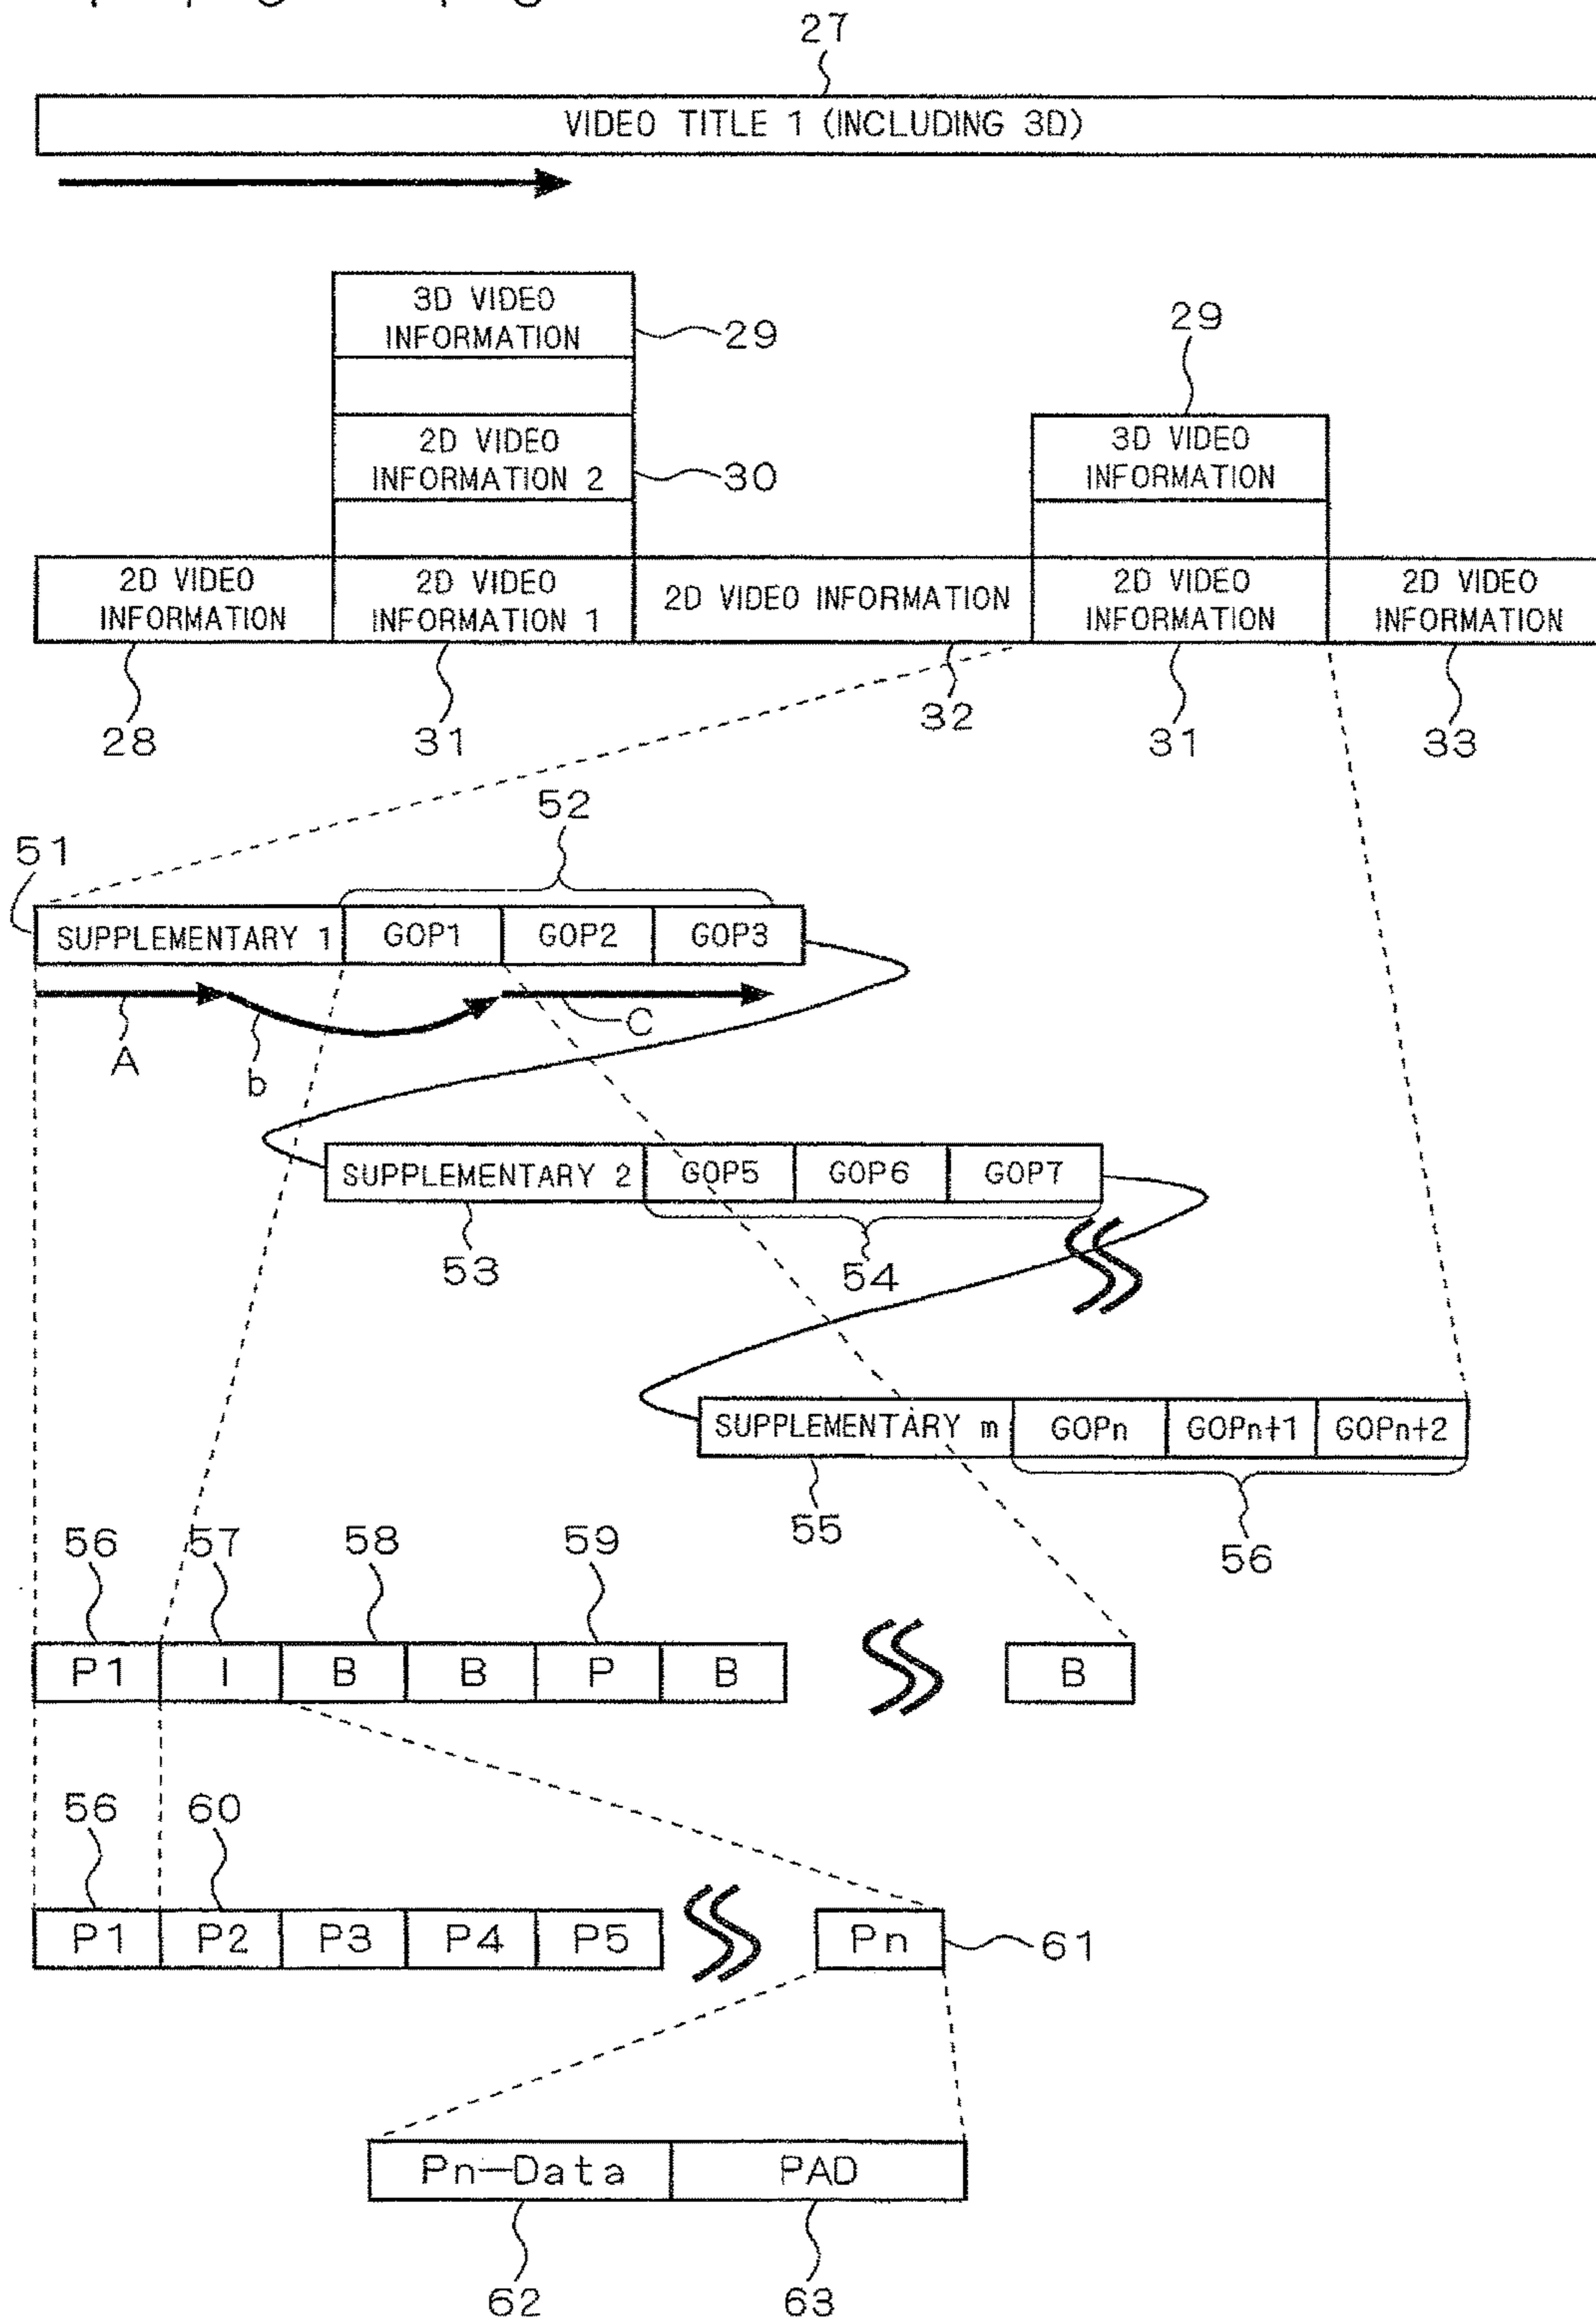 27
VIDEO TITLE 1 (INCLUDING 3D)
3D VIDEO
INFORMATION
29
2D VIDEO
INFORMATION 2
30
29
3D VIDEO
INFORMATION
2D VIDEO
INFORMATION
2D VIDEO
INFORMATION 1
2D VIDEO INFORMATION
2D VIDEO
INFORMATION
2D VIDEO
INFORMATION
28
31
32
31
33
51
52
SUPPLEMENTARY 1
GOP1
GOP2
GOP3
A
b
C
SUPPLEMENTARY 2
GOP5
GOP6
GOP7
53
54
SUPPLEMENTARY m
GOPn
GOPn+1
GOPn+2
55
56
56
57
58
59
P1
I
B
B
P
B
B
56
60
P1
P2
P3
P4
P5
Pn
61
Pn-Data
PAD
62
63